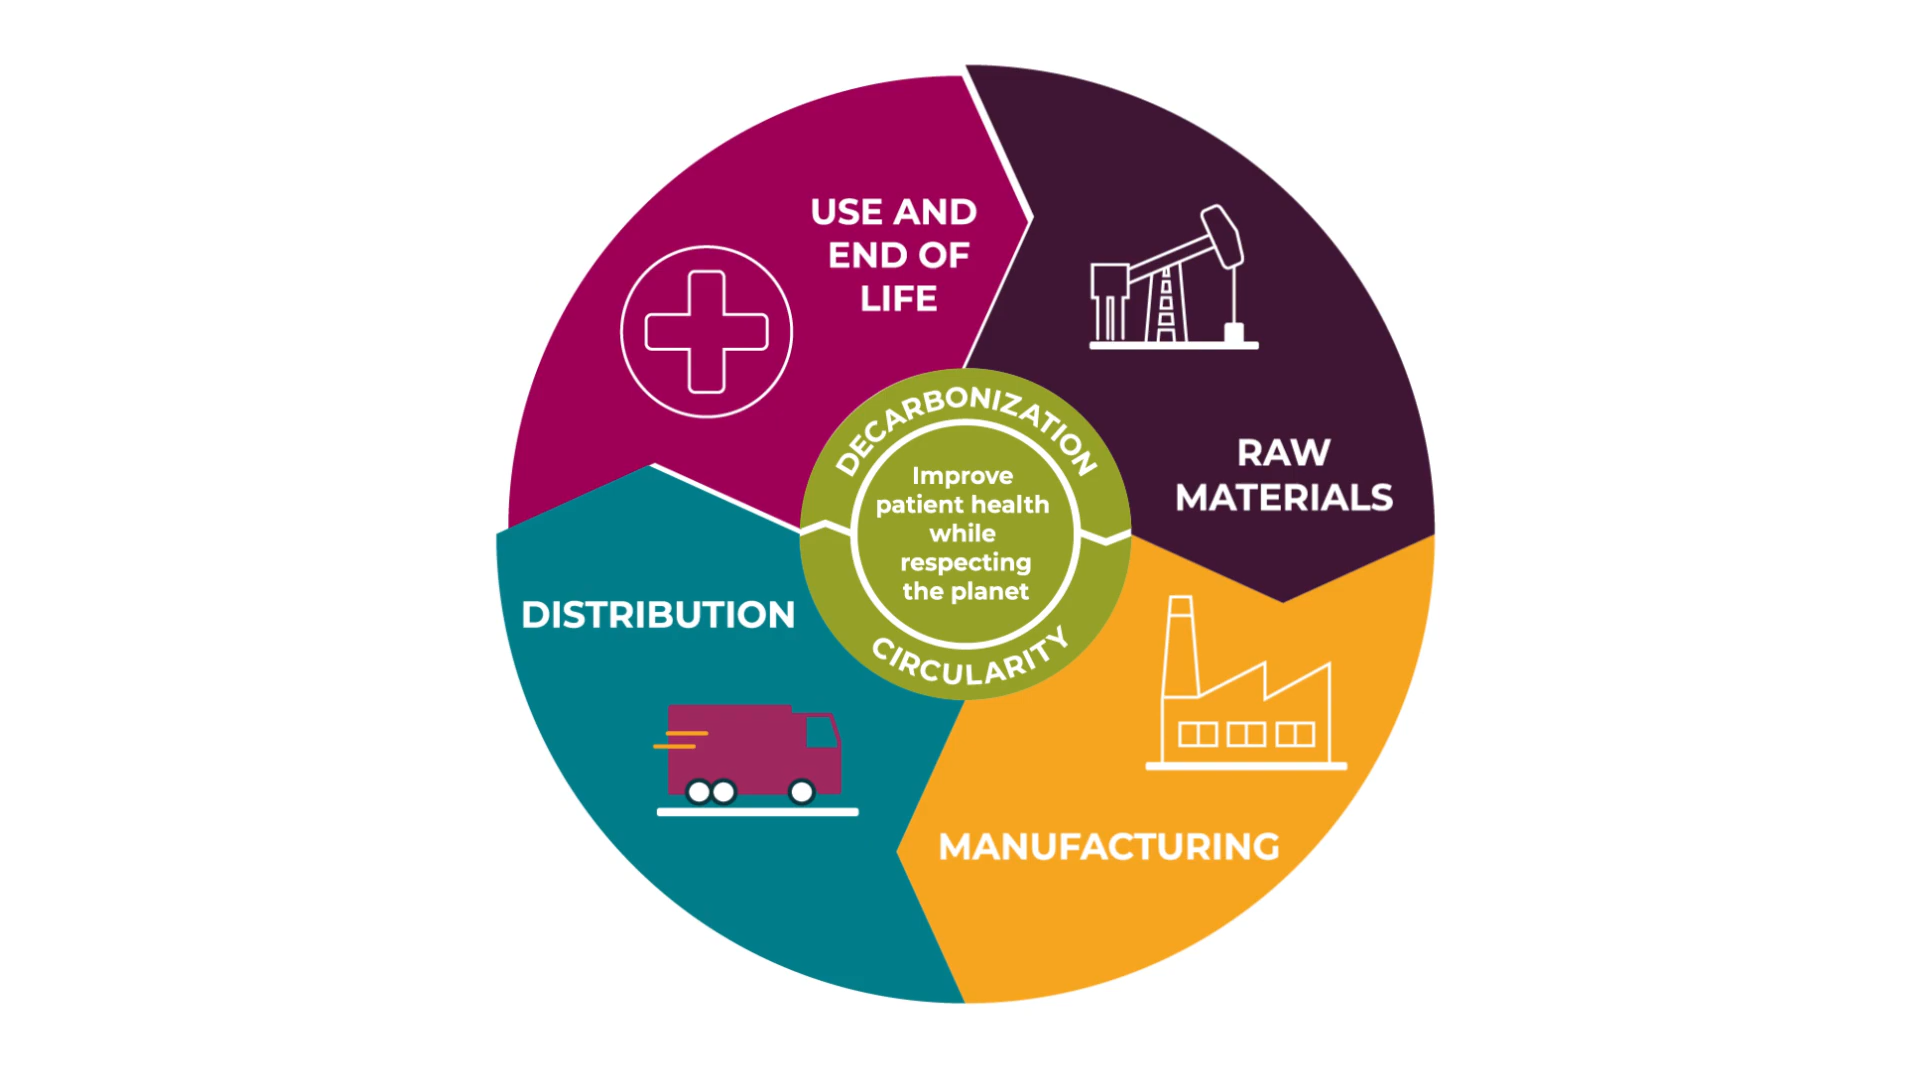 USE AND
END OF
LIFE
RAW
MATERIALS
DECARBONIZATION
Improve
patient health
while
respecting
the planet
CIRCULARITY
DISTRIBUTION
MANUFACTURING